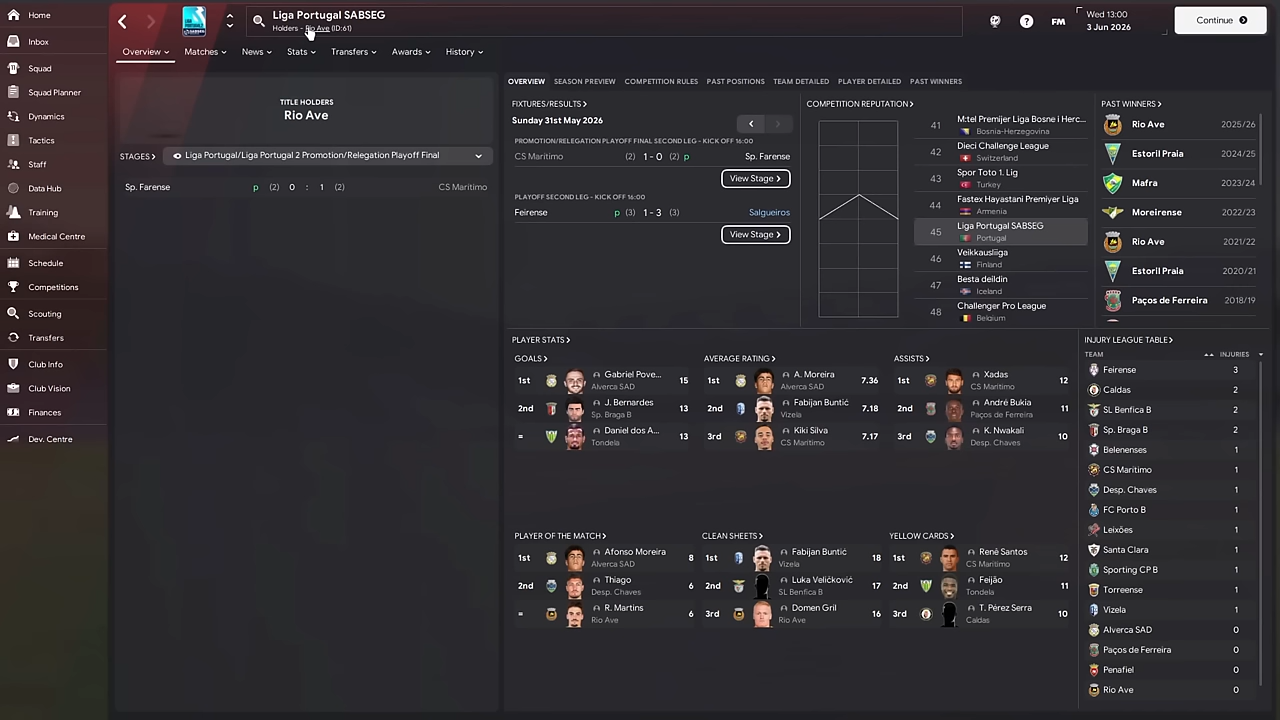 Home
Inbox
Squad
Squad Planner
Dynamics
Tactics
Staff
Data Hub
Training
Medical Centre
Schedule
Competitions
Scouting
Transfers
Club Info
Club Vision
Finances
Dev. Centre
Liga Portugal SABSEG
Holders - Rio Ave (ID:61)
FM
Wed 13:00
3 Jun 2026
Continue
Overview
Matches
News
Stats
Transfers
Awards
History
TITLE HOLDERS
Rio Ave
STAGES
Liga Portugal/Liga Portugal 2 Promotion/Relegation Playoff Final
Sp. Farense p (2) 0 : 1 (2) CS Marítimo
OVERVIEW
SEASON PREVIEW
COMPETITION RULES
PAST POSITIONS
TEAM DETAILED
PLAYER DETAILED
PAST WINNERS
FIXTURES/RESULTS
Sunday 31st May 2026
PROMOTION/RELEGATION PLAYOFF FINAL SECOND LEG - KICK OFF 16:00
CS Marítimo (2) 1 - 0 (2) p Sp. Farense
View Stage
PLAYOFF SECOND LEG - KICK OFF 16:00
Feirense p (3) 1 - 3 (3) Salgueiros
View Stage
COMPETITION REPUTATION
41 M:tel Premijer Liga Bosne i Herc...
Bosnia-Herzegovina
42 Dieci Challenge League
Switzerland
43 Spor Toto 1. Lig
Turkey
44 Fastex Hayastani Premiyer Liga
Armenia
45 Liga Portugal SABSEG
Portugal
46 Veikkausliiga
Finland
47 Besta deildin
Iceland
48 Challenger Pro League
Belgium
PAST WINNERS
Rio Ave 2025/26
Estoril Praia 2024/25
Mafra 2023/24
Moreirense 2022/23
Rio Ave 2021/22
Estoril Praia 2020/21
Paços de Ferreira 2018/19
PLAYER STATS
GOALS
1st Gabriel Pove... 15
Alverca SAD
2nd J. Bernardes 13
Sp. Braga B
= Daniel dos A... 13
Tondela
AVERAGE RATING
1st A. Moreira 7.36
Alverca SAD
2nd Fabijan Buntić 7.18
Vizela
3rd Kiki Silva 7.17
CS Marítimo
ASSISTS
1st Xadas 12
CS Marítimo
2nd André Bukia 11
Paços de Ferreira
3rd K. Nwakali 10
Desp. Chaves
PLAYER OF THE MATCH
1st Afonso Moreira 8
Alverca SAD
2nd Thiago 6
Desp. Chaves
= R. Martins 6
Rio Ave
CLEAN SHEETS
1st Fabijan Buntić 18
Vizela
2nd Luka Veličković 17
SL Benfica B
3rd Domen Gril 16
Rio Ave
YELLOW CARDS
1st Renê Santos 12
CS Marítimo
2nd Feijão 11
Tondela
3rd T. Pérez Serra 10
Caldas
INJURY LEAGUE TABLE
TEAM INJURIES
Feirense 3
Caldas 2
SL Benfica B 2
Sp. Braga B 2
Belenenses 1
CS Marítimo 1
Desp. Chaves 1
FC Porto B 1
Leixões 1
Santa Clara 1
Sporting CP B 1
Torreense 1
Vizela 1
Alverca SAD 0
Paços de Ferreira 0
Penafiel 0
Rio Ave 0